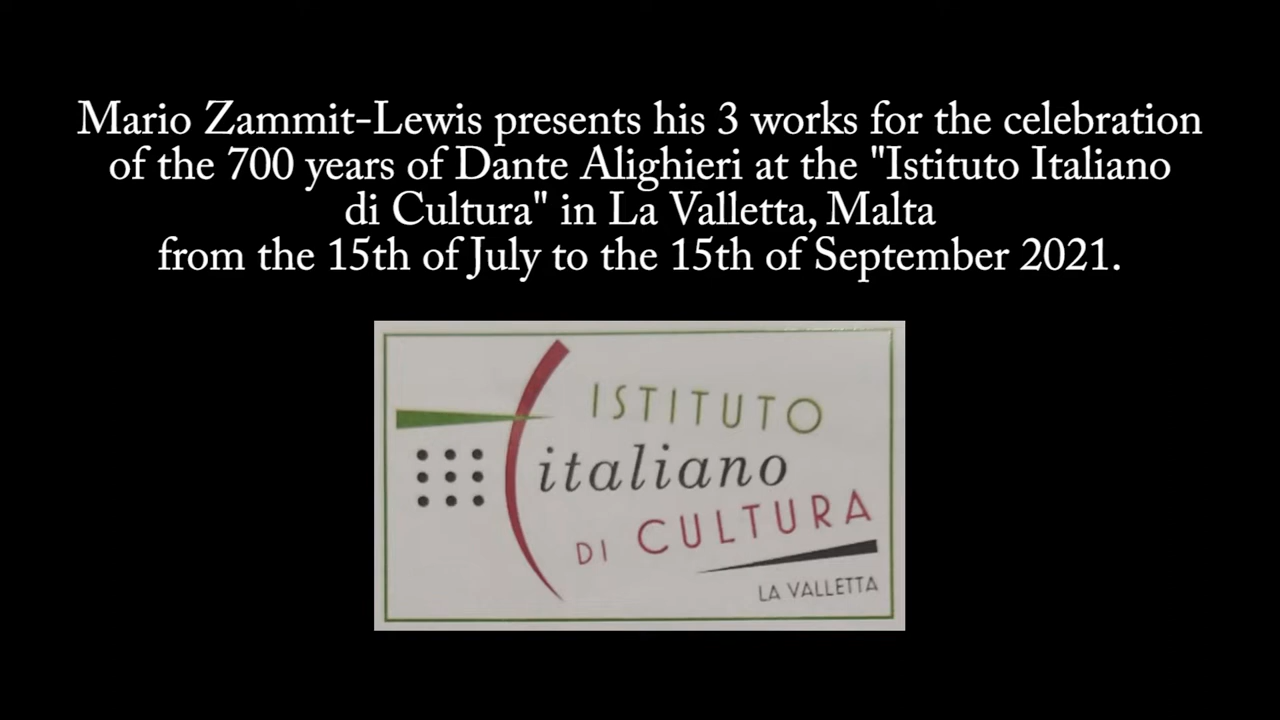 Mario Zammit-Lewis presents his 3 works for the celebration
of the 700 years of Dante Alighieri at the "Istituto Italiano
di Cultura" in La Valletta, Malta
from the 15th of July to the 15th of September 2021.
ISTITUTO
italiano
DI CULTURA
LA VALLETTA